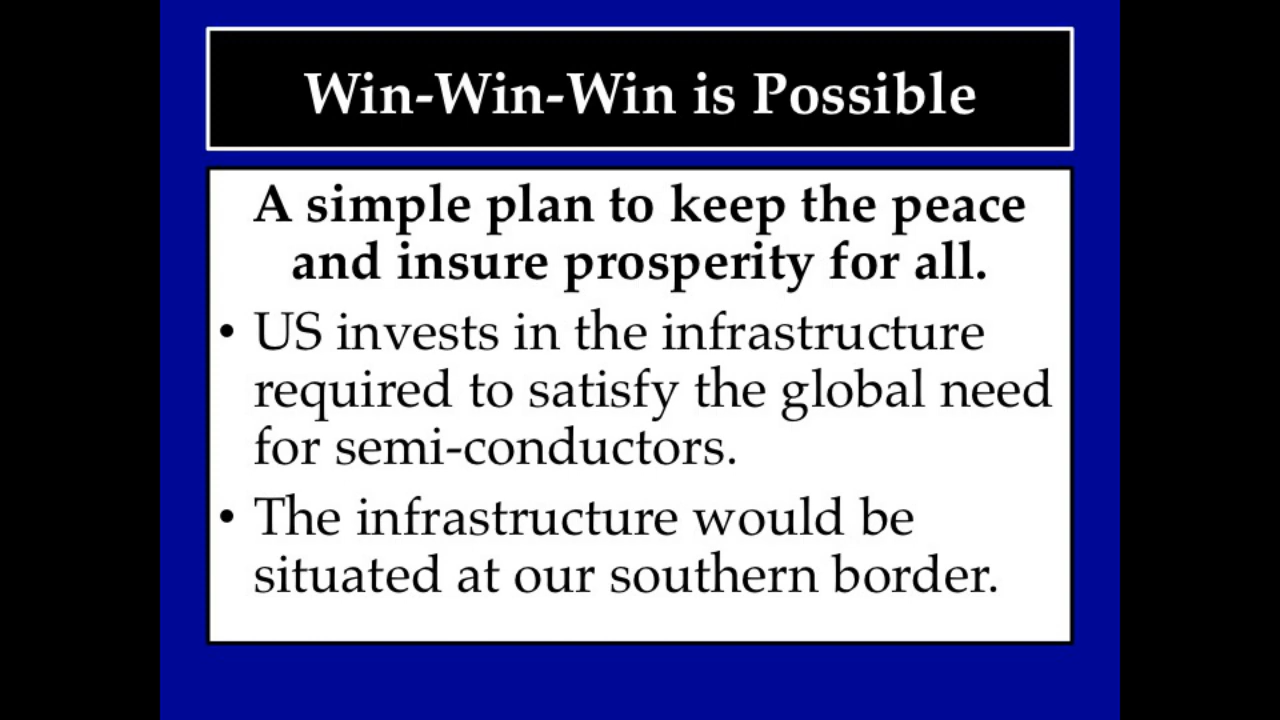 Win-Win-Win is Possible
A simple plan to keep the peace
and insure prosperity for all.
• US invests in the infrastructure
required to satisfy the global need
for semi-conductors.
• The infrastructure would be
situated at our southern border.